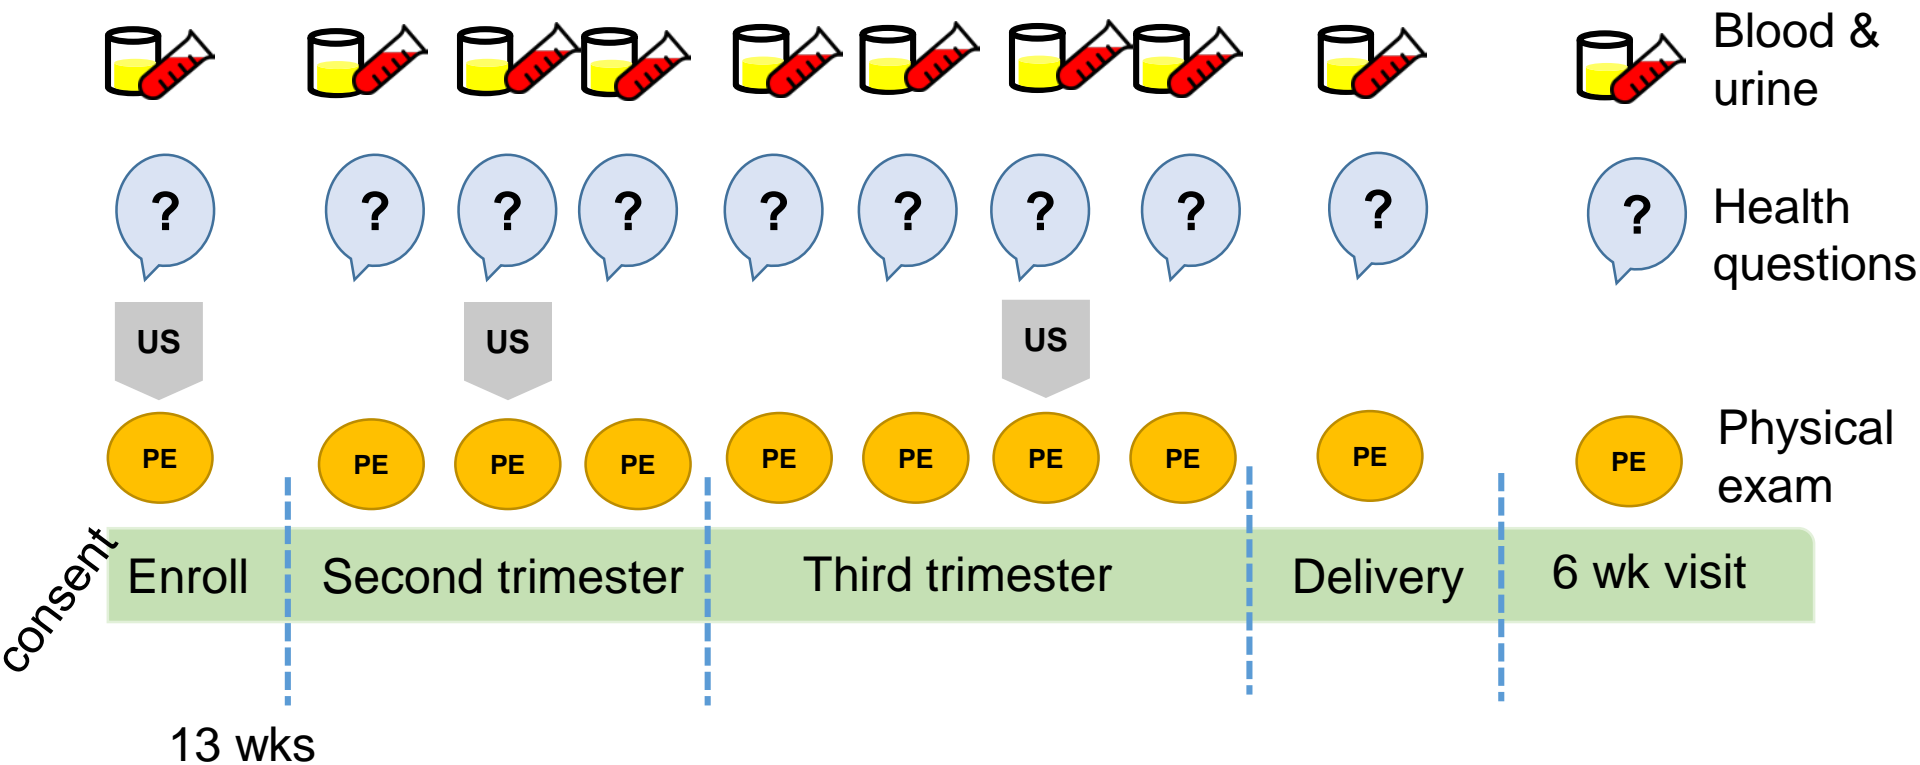 Blood &
urine
? ? ? ? ? ? ? ? ? ?
Health
questions
US US US
PE PE PE PE PE PE PE PE PE PE
Physical
exam
consent
Enroll Second trimester Third trimester Delivery 6 wk visit
13 wks